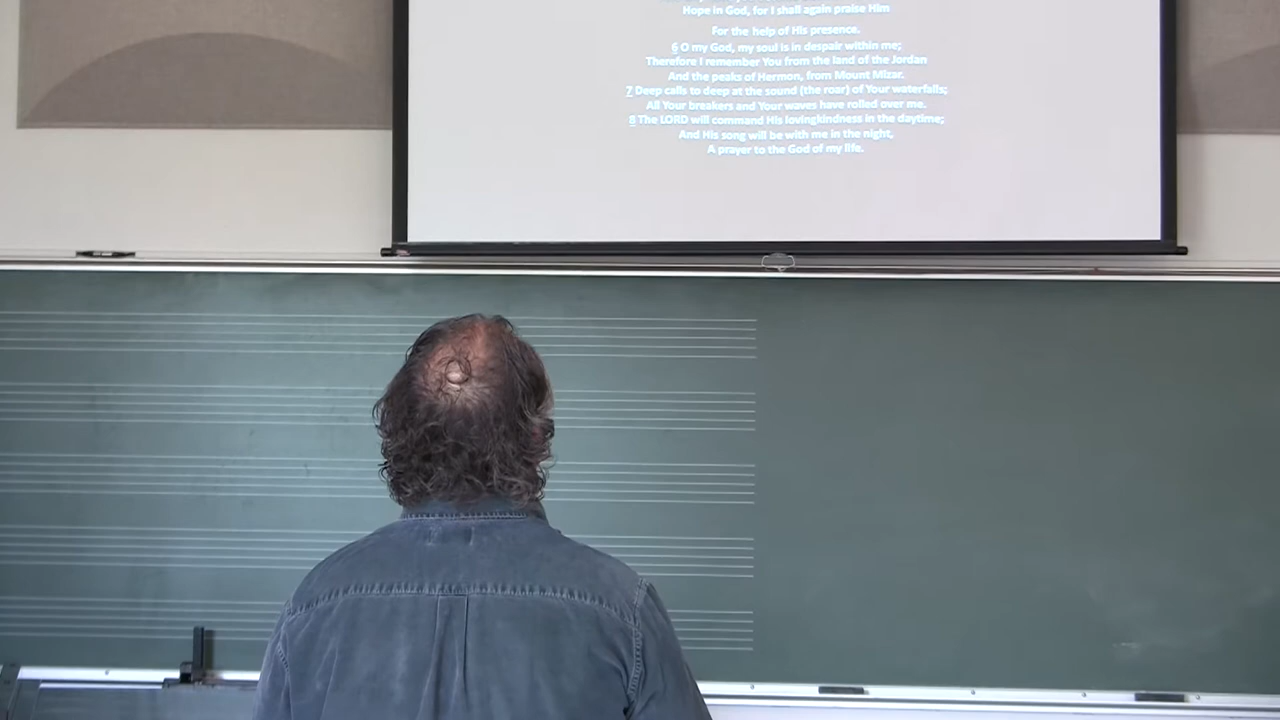 Hope in God, for I shall again praise Him
For the help of His presence.
6 O my God, my soul is in despair within me;
Therefore I remember You from the land of the Jordan
And the peaks of Hermon, from Mount Mizar.
7 Deep calls to deep at the sound (the roar) of Your waterfalls;
All Your breakers and Your waves have rolled over me.
8 The LORD will command His lovingkindness in the daytime;
And His song will be with me in the night,
A prayer to the God of my life.